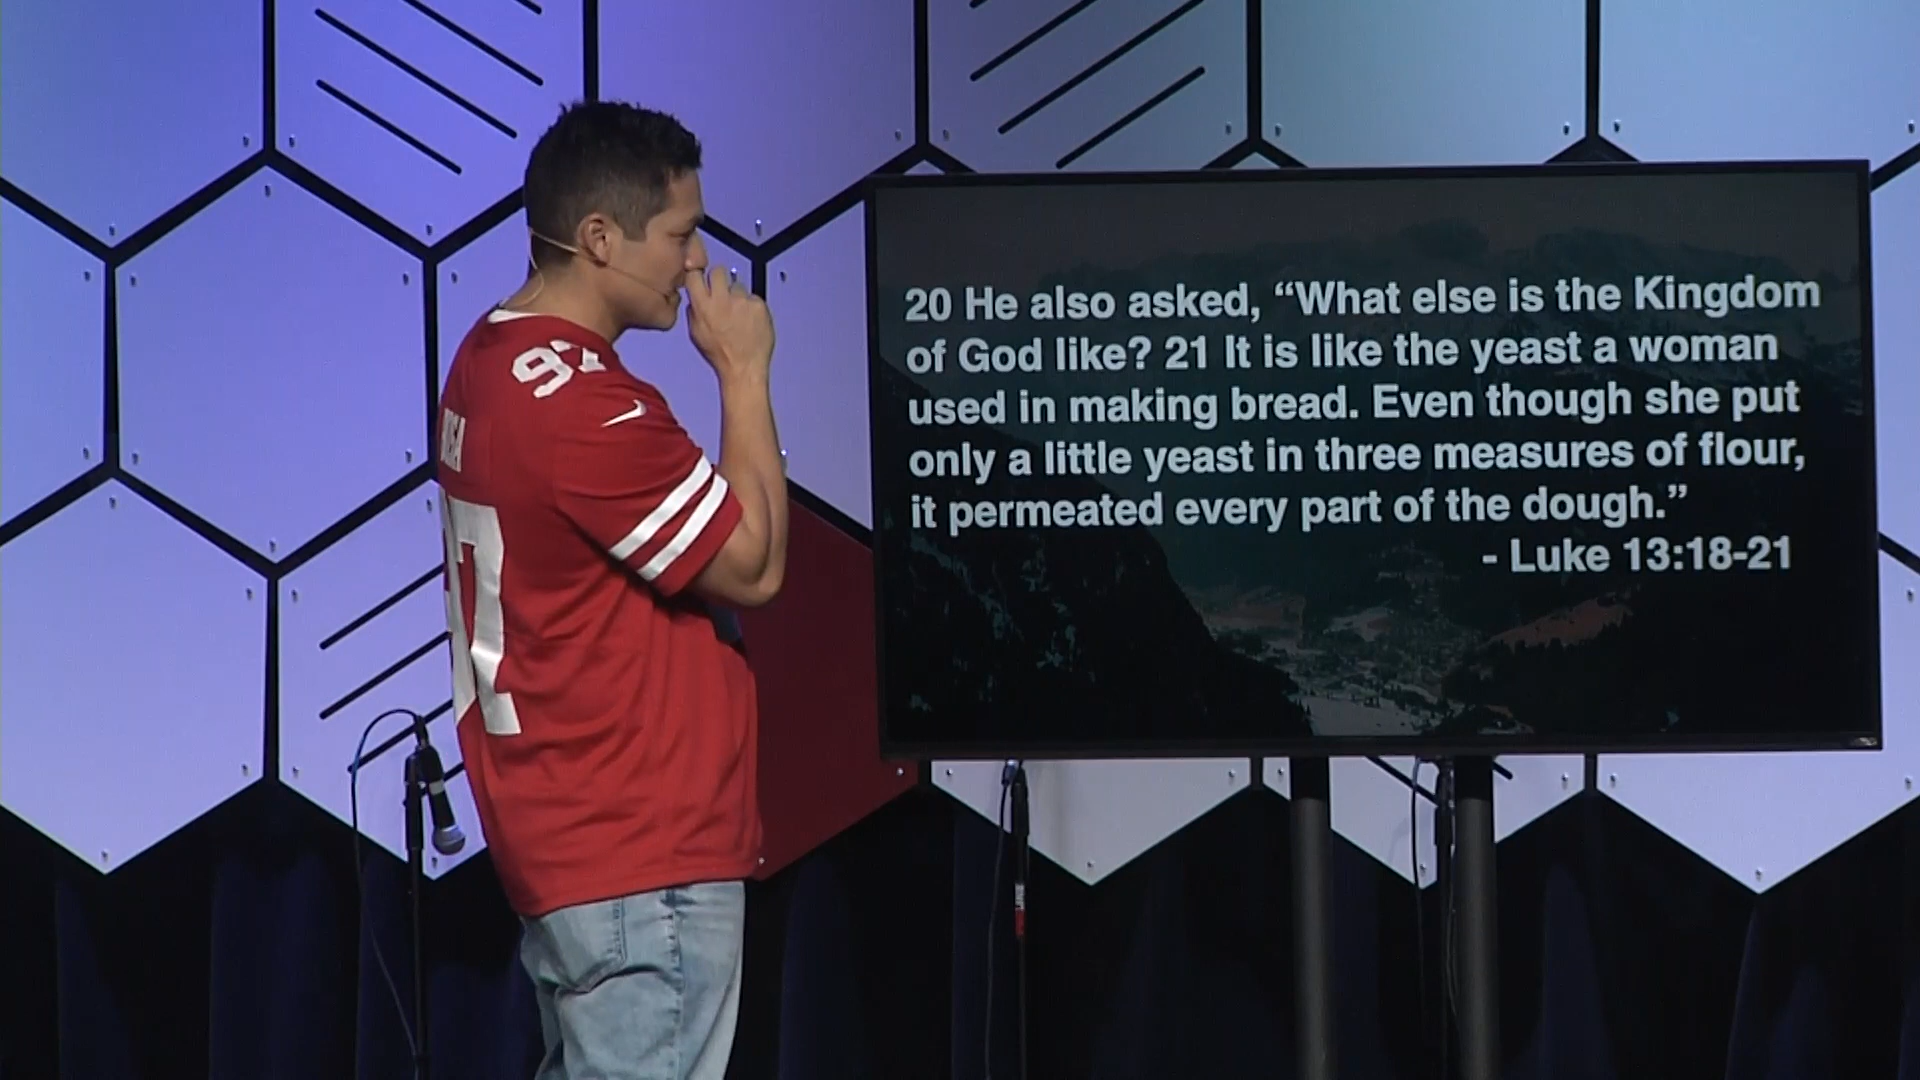 97
97
20 He also asked, “What else is the Kingdom
of God like? 21 It is like the yeast a woman
used in making bread. Even though she put
only a little yeast in three measures of flour,
it permeated every part of the dough.”
- Luke 13:18-21